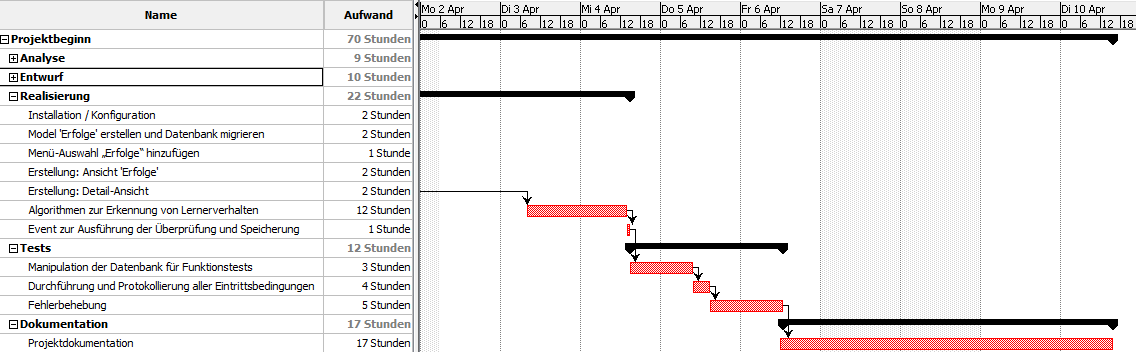 Name Aufwand Mo 2 Apr Di 3 Apr Mi 4 Apr Do 5 Apr Fr 6 Apr Sa 7 Apr So 8 Apr Mo 9 Apr Di 10 Apr
0 6 12 18 0 6 12 18 0 6 12 18 0 6 12 18 0 6 12 18 0 6 12 18 0 6 12 18 0 6 12 18 0 6 12 18
Projektbeginn 70 Stunden
Analyse 9 Stunden
Entwurf 10 Stunden
Realisierung 22 Stunden
Installation / Konfiguration 2 Stunden
Model 'Erfolge' erstellen und Datenbank migrieren 2 Stunden
Menü-Auswahl „Erfolge“ hinzufügen 1 Stunde
Erstellung: Ansicht 'Erfolge' 2 Stunden
Erstellung: Detail-Ansicht 2 Stunden
Algorithmen zur Erkennung von Lernerverhalten 12 Stunden
Event zur Ausführung der Überprüfung und Speicherung 1 Stunde
Tests 12 Stunden
Manipulation der Datenbank für Funktionstests 3 Stunden
Durchführung und Protokollierung aller Eintrittsbedingungen 4 Stunden
Fehlerbehebung 5 Stunden
Dokumentation 17 Stunden
Projektdokumentation 17 Stunden